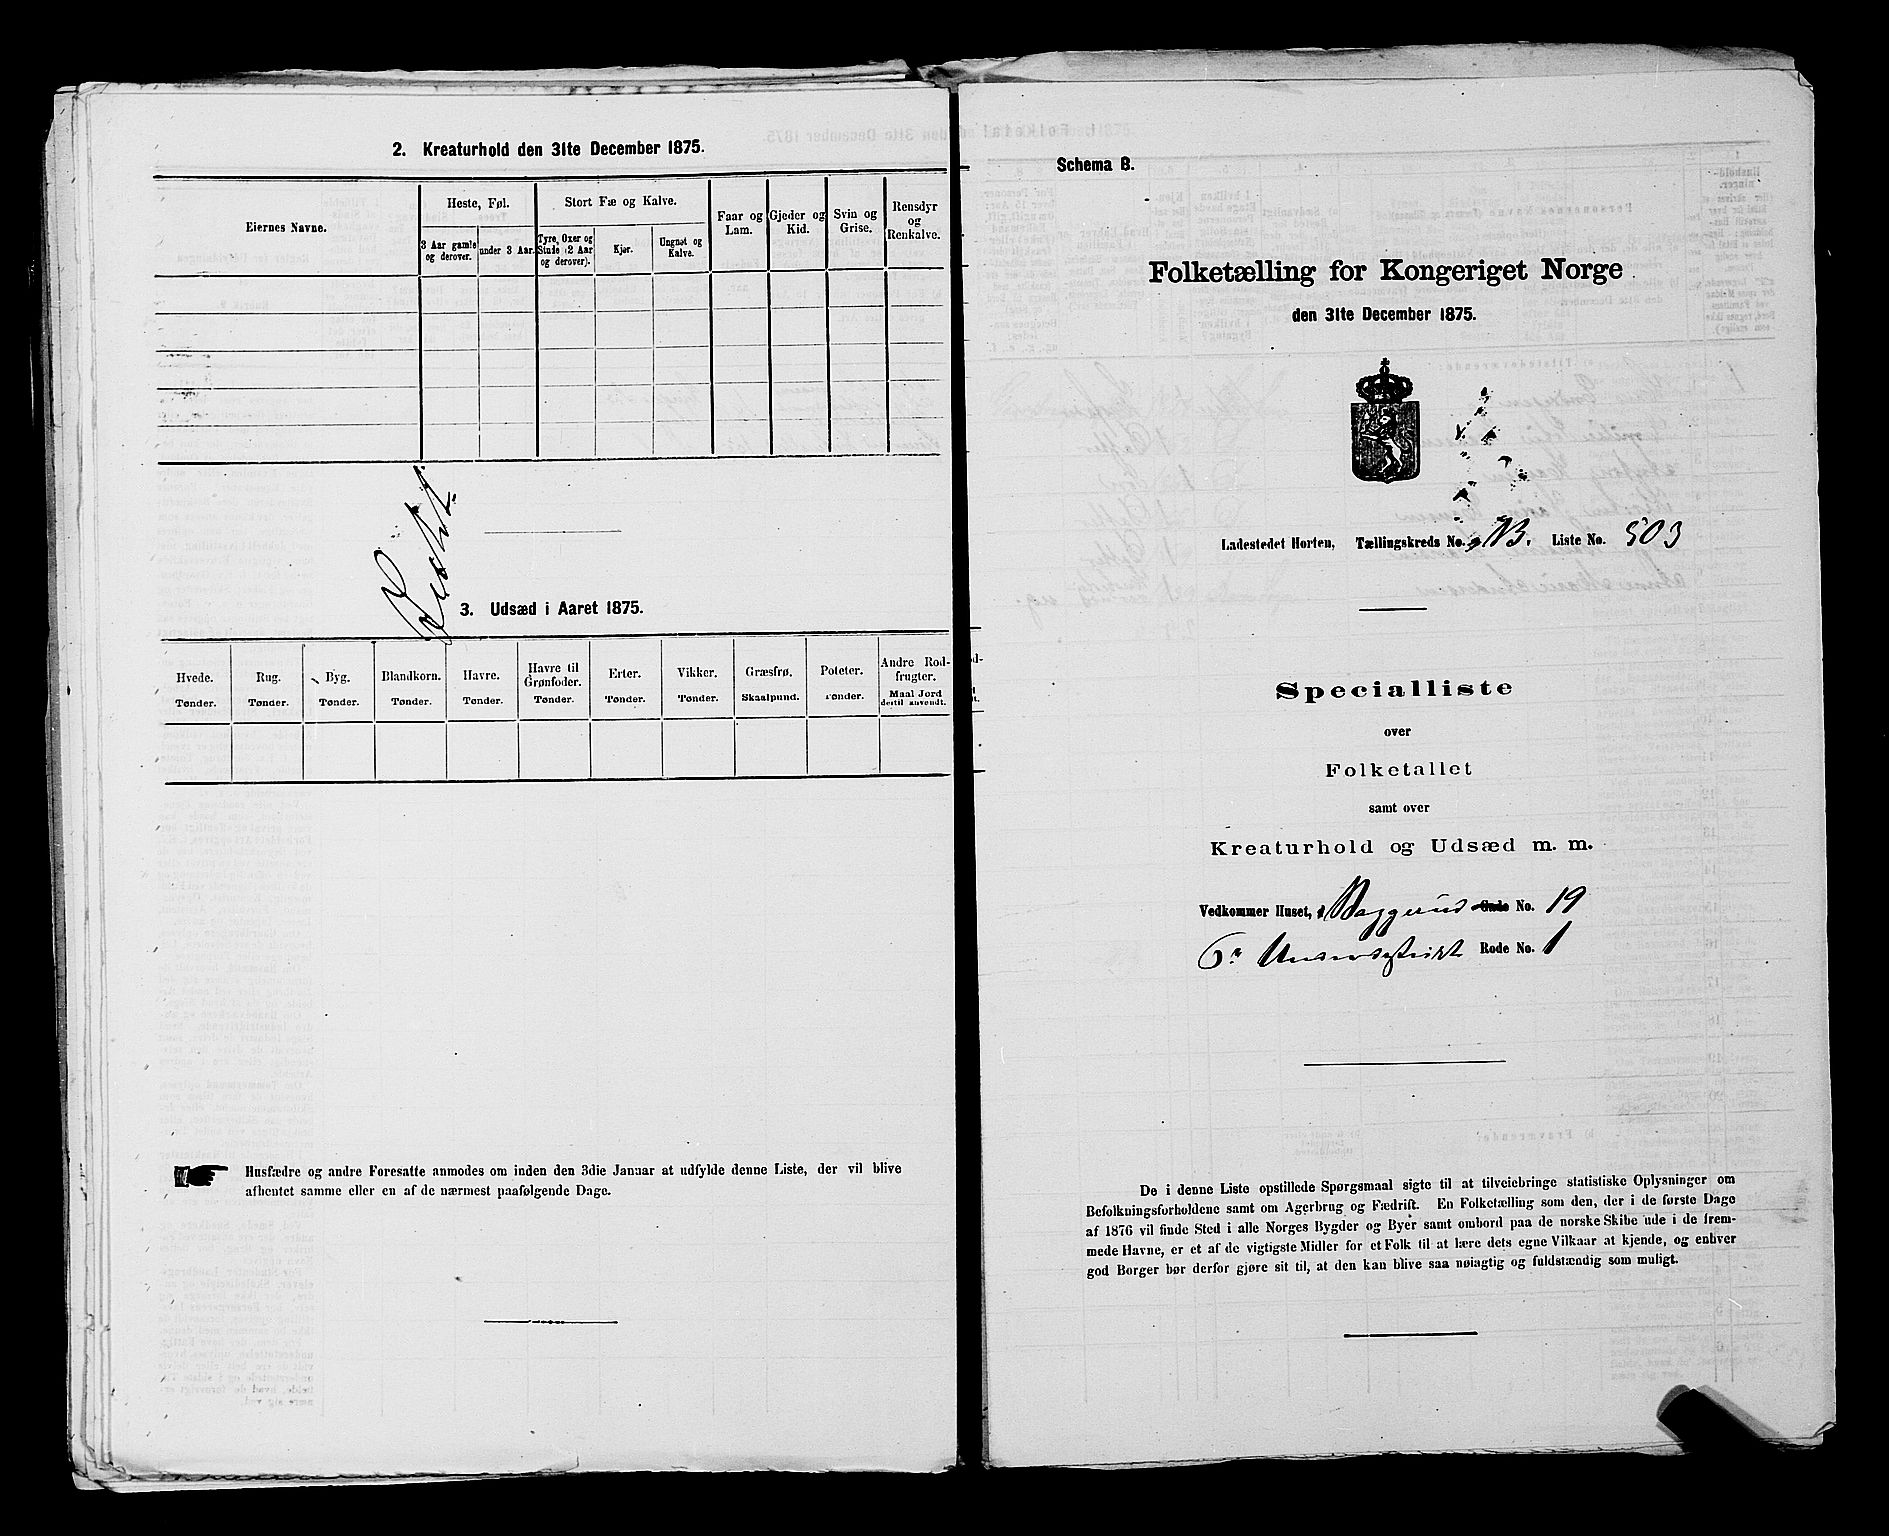 2. Kreaturhold den 31te December 1875.
Eiernes Navne.
Heste, Føl.
3 Aar gamle og derover.
under 3 Aar.
Stort Fæ og Kalve.
Tyre, Oxer og Stude (2 Aar og derover).
Kjør.
Ungnøt og Kalve.
Faar og Lam.
Gjeder og Kid.
Svin og Grise.
Rensdyr og Renkalve.
3. Udsæd i Aaret 1875.
Hvede. Tønder.
Rug. Tønder.
Byg. Tønder.
Blandkorn. Tønder.
Havre. Tønder.
Havre til Grønfoder. Tønder.
Erter. Tønder.
Vikker. Tønder.
Græsfrø. Skaalpund.
Poteter. Tønder.
Andre Rodfrugter. Maal Jord dertil anvendt.
Husfædre og andre Foresatte anmodes om inden den 3die Januar at udfylde denne Liste, der vil blive
afhentet samme eller en af de nærmest paafølgende Dage.
Schema B.
Folketælling for Kongeriget Norge
den 31te December 1875.
Ladestedet Horten, Tællingskreds No. B. Liste No. 503
Specialliste
over
Folketallet
samt over
Kreaturhold og Udsæd m. m.
Vedkommer Huset, Baggerud Gade No. 19
6te Underdistrikt Rode No. 1
De i denne Liste opstillede Spørgsmaal sigte til at tilveiebringe statistiske Oplysninger om
Befolkningsforholdene samt om Agerbrug og Fædrift. En Folketælling som den, der i de første Dage
af 1876 vil finde Sted i alle Norges Bygder og Byer samt ombord paa de norske Skibe ude i de frem-
mede Havne, er et af de vigtigste Midler for et Folk til at lære dets egne Vilkaar at kjende, og enhver
god Borger bør derfor gjøre sit til, at den kan blive saa nøiagtig og fuldstændig som muligt.